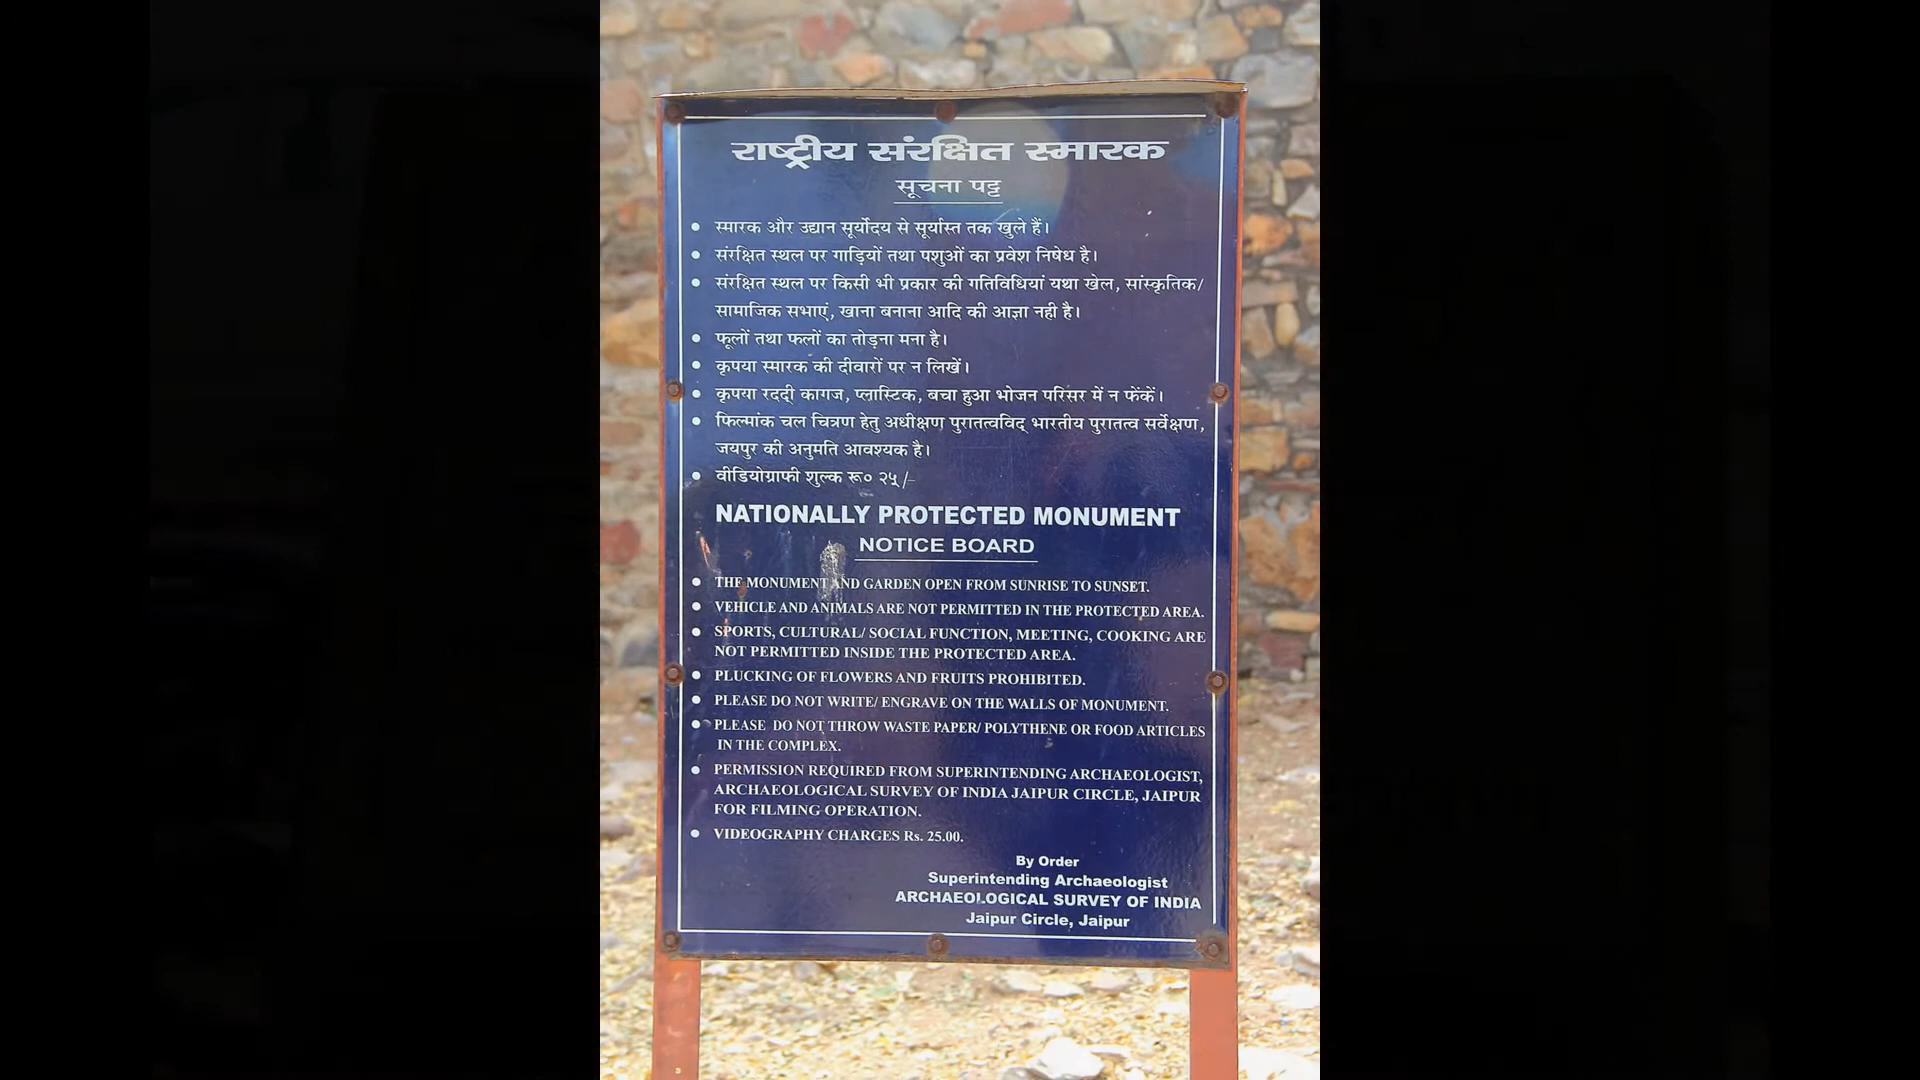 राष्ट्रीय संरक्षित स्मारक
सूचना पट्ट
• स्मारक और उद्यान सूर्योदय से सूर्यास्त तक खुले हैं।
• संरक्षित स्थल पर गाड़ियों तथा पशुओं का प्रवेश निषेध है।
• संरक्षित स्थल पर किसी भी प्रकार की गतिविधियां यथा खेल, सांस्कृतिक/
सामाजिक सभाएं, खाना बनाना आदि की आज्ञा नही है।
• फूलों तथा फलों का तोड़ना मना है।
• कृपया स्मारक की दीवारों पर न लिखें।
• कृपया रददी् कागज, प्लास्टिक, बचा हुआ भोजन परिसर में न फेंकें।
• फिल्मांक चल चित्रण हेतु अधीक्षण पुरातत्वविद् भारतीय पुरातत्व सर्वेक्षण,
जयपुर की अनुमति आवश्यक है।
• वीडियोग्राफी शुल्क रू० २५/-
NATIONALLY PROTECTED MONUMENT
NOTICE BOARD
• THE MONUMENT AND GARDEN OPEN FROM SUNRISE TO SUNSET.
• VEHICLE AND ANIMALS ARE NOT PERMITTED IN THE PROTECTED AREA.
• SPORTS, CULTURAL/ SOCIAL FUNCTION, MEETING, COOKING ARE
NOT PERMITTED INSIDE THE PROTECTED AREA.
• PLUCKING OF FLOWERS AND FRUITS PROHIBITED.
• PLEASE DO NOT WRITE/ ENGRAVE ON THE WALLS OF MONUMENT.
• PLEASE DO NOT THROW WASTE PAPER/ POLYTHENE OR FOOD ARTICLES
IN THE COMPLEX.
• PERMISSION REQUIRED FROM SUPERINTENDING ARCHAEOLOGIST,
ARCHAEOLOGICAL SURVEY OF INDIA JAIPUR CIRCLE, JAIPUR
FOR FILMING OPERATION.
• VIDEOGRAPHY CHARGES Rs. 25.00.
By Order
Superintending Archaeologist
ARCHAEOLOGICAL SURVEY OF INDIA
Jaipur Circle, Jaipur